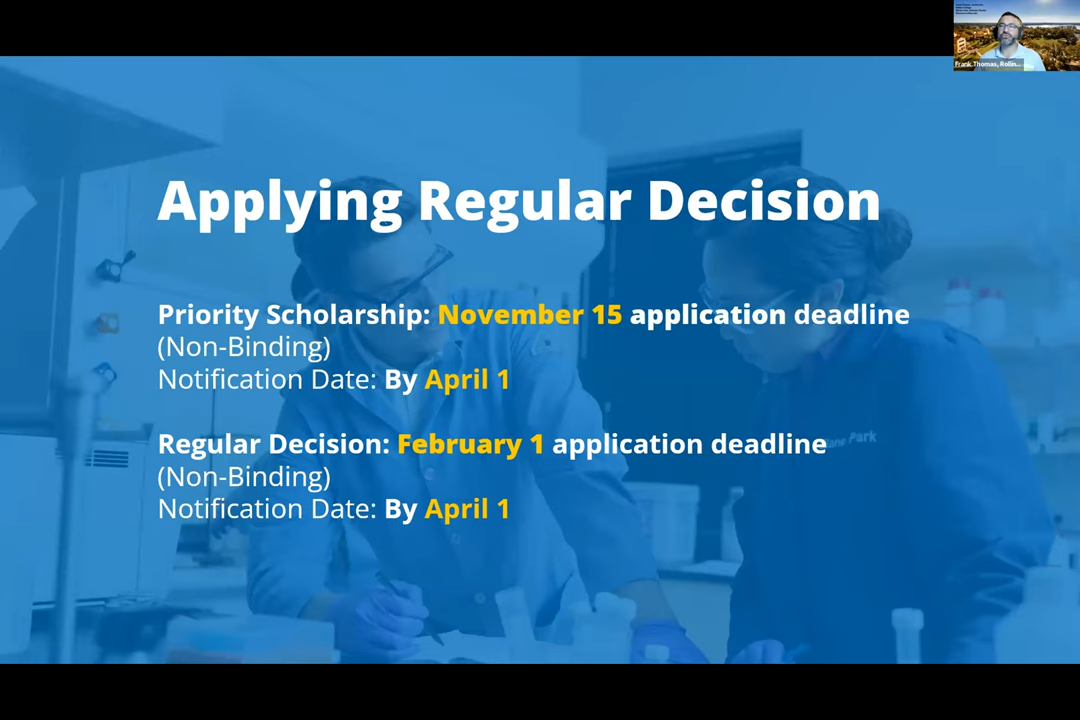 Applying Regular Decision
Priority Scholarship: November 15 application deadline
(Non-Binding)
Notification Date: By April 1
Regular Decision: February 1 application deadline
(Non-Binding)
Notification Date: By April 1
Frank Thomas, Rollin...
Park